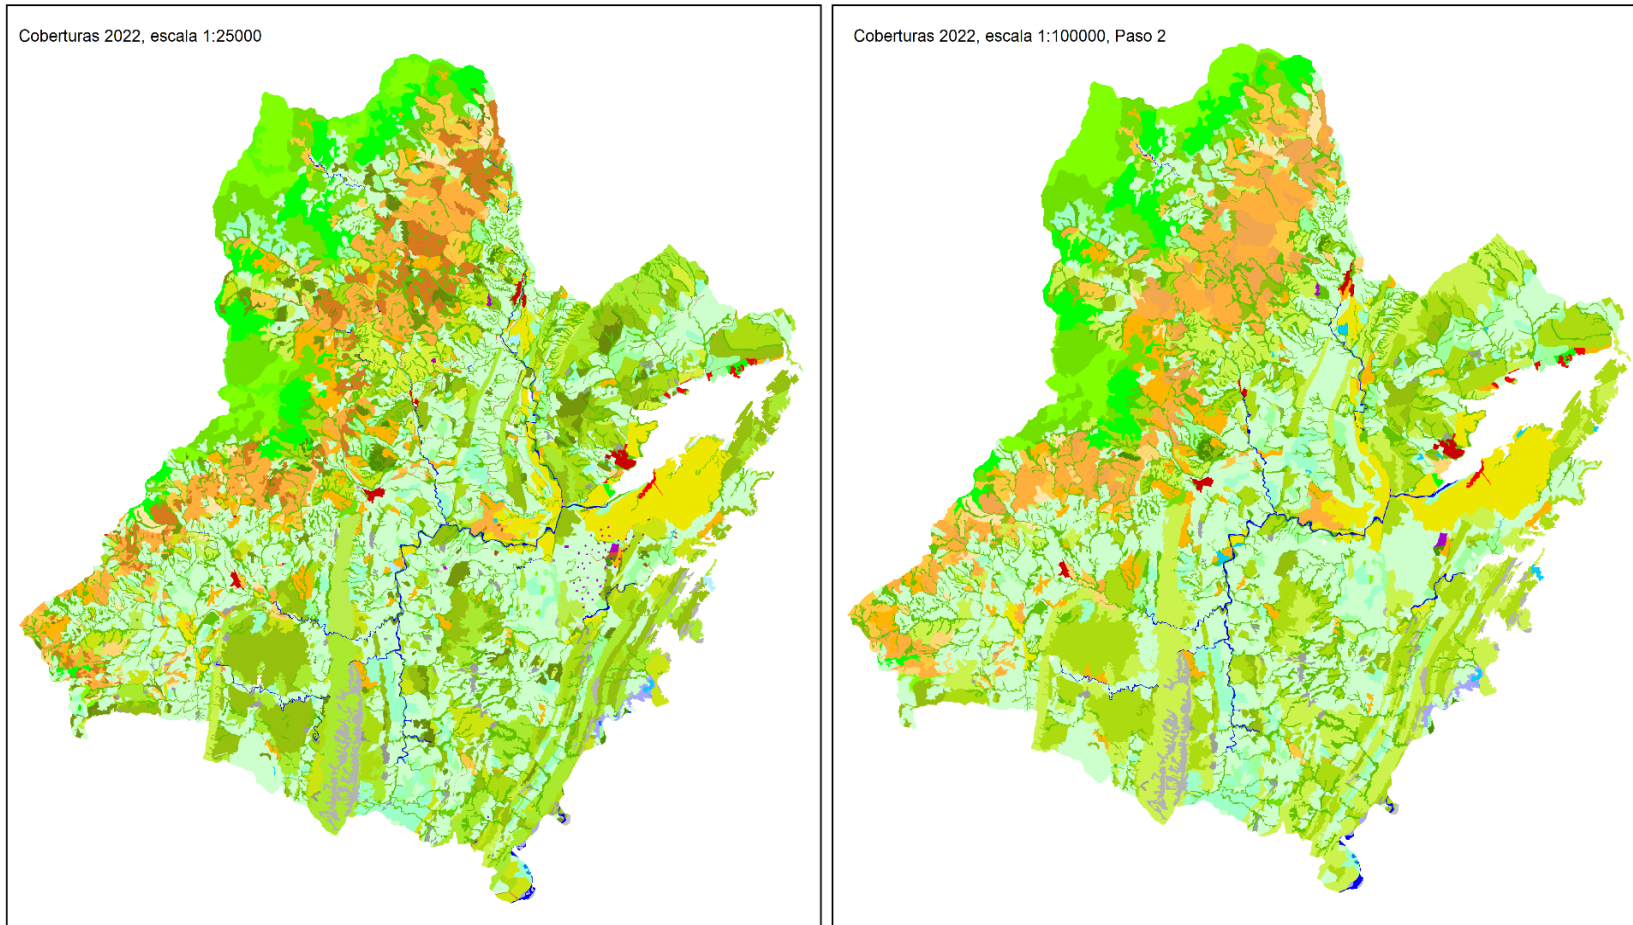 Coberturas 2022, escala 1:25000
Coberturas 2022, escala 1:100000, Paso 2